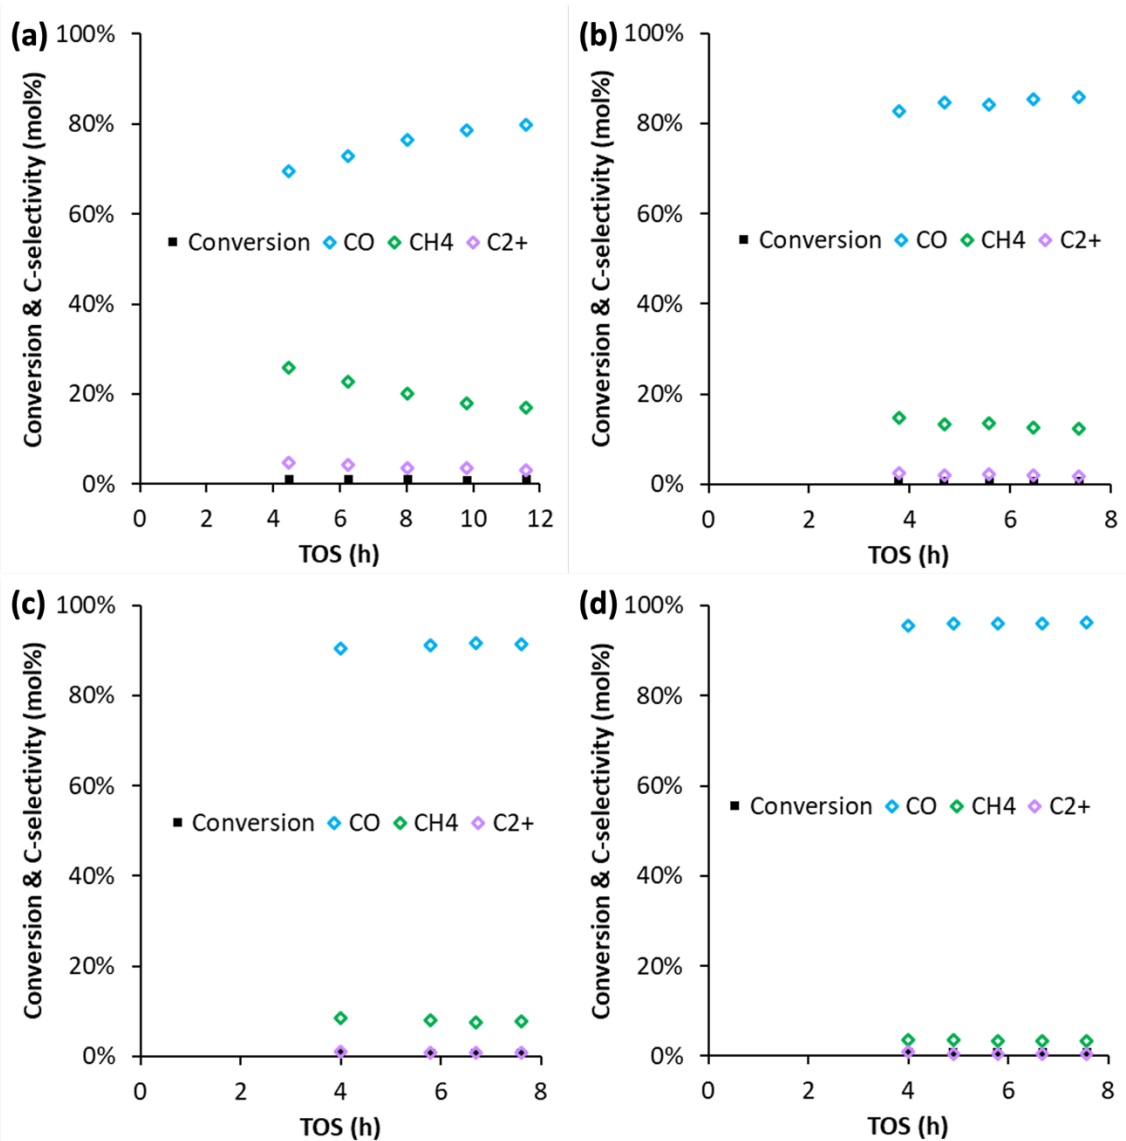 (a)
Conversion & C-selectivity (mol%)
100%
80%
60%
40%
20%
0%
Conversion CO CH4 C2+
0 2 4 6 8 10 12
TOS (h)
(b)
Conversion & C-selectivity (mol%)
100%
80%
60%
40%
20%
0%
Conversion CO CH4 C2+
0 2 4 6 8
TOS (h)
(c)
Conversion & C-selectivity (mol%)
100%
80%
60%
40%
20%
0%
Conversion CO CH4 C2+
0 2 4 6 8
TOS (h)
(d)
Conversion & C-selectivity (mol%)
100%
80%
60%
40%
20%
0%
Conversion CO CH4 C2+
0 2 4 6 8
TOS (h)